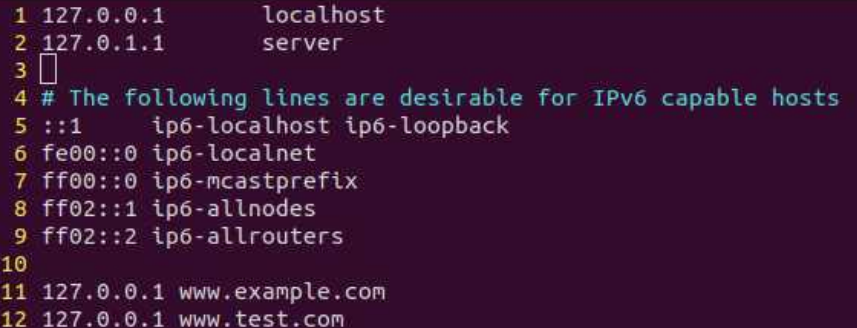 1 127.0.0.1 localhost
2 127.0.1.1 server
3
4 # The following lines are desirable for IPv6 capable hosts
5 ::1 ip6-localhost ip6-loopback
6 fe00::0 ip6-localnet
7 ff00::0 ip6-mcastprefix
8 ff02::1 ip6-allnodes
9 ff02::2 ip6-allrouters
10
11 127.0.0.1 www.example.com
12 127.0.0.1 www.test.com